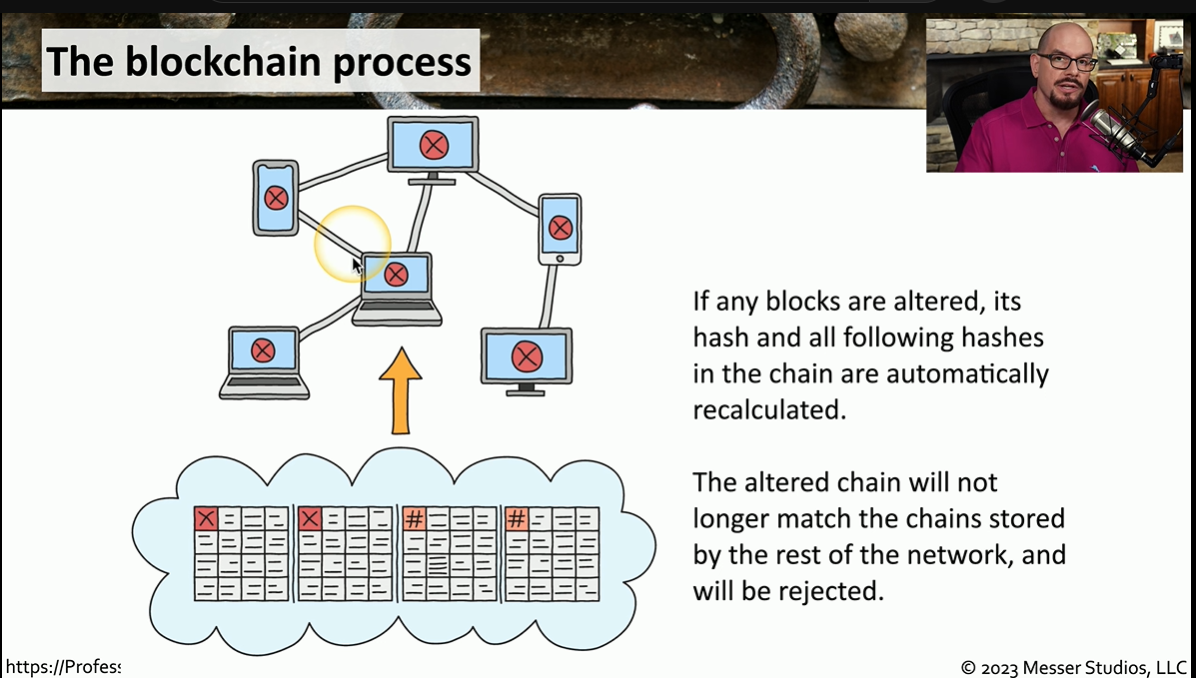 The blockchain process
If any blocks are altered, its
hash and all following hashes
in the chain are automatically
recalculated.
The altered chain will not
longer match the chains stored
by the rest of the network, and
will be rejected.
# #
https://Profess
© 2023 Messer Studios, LLC